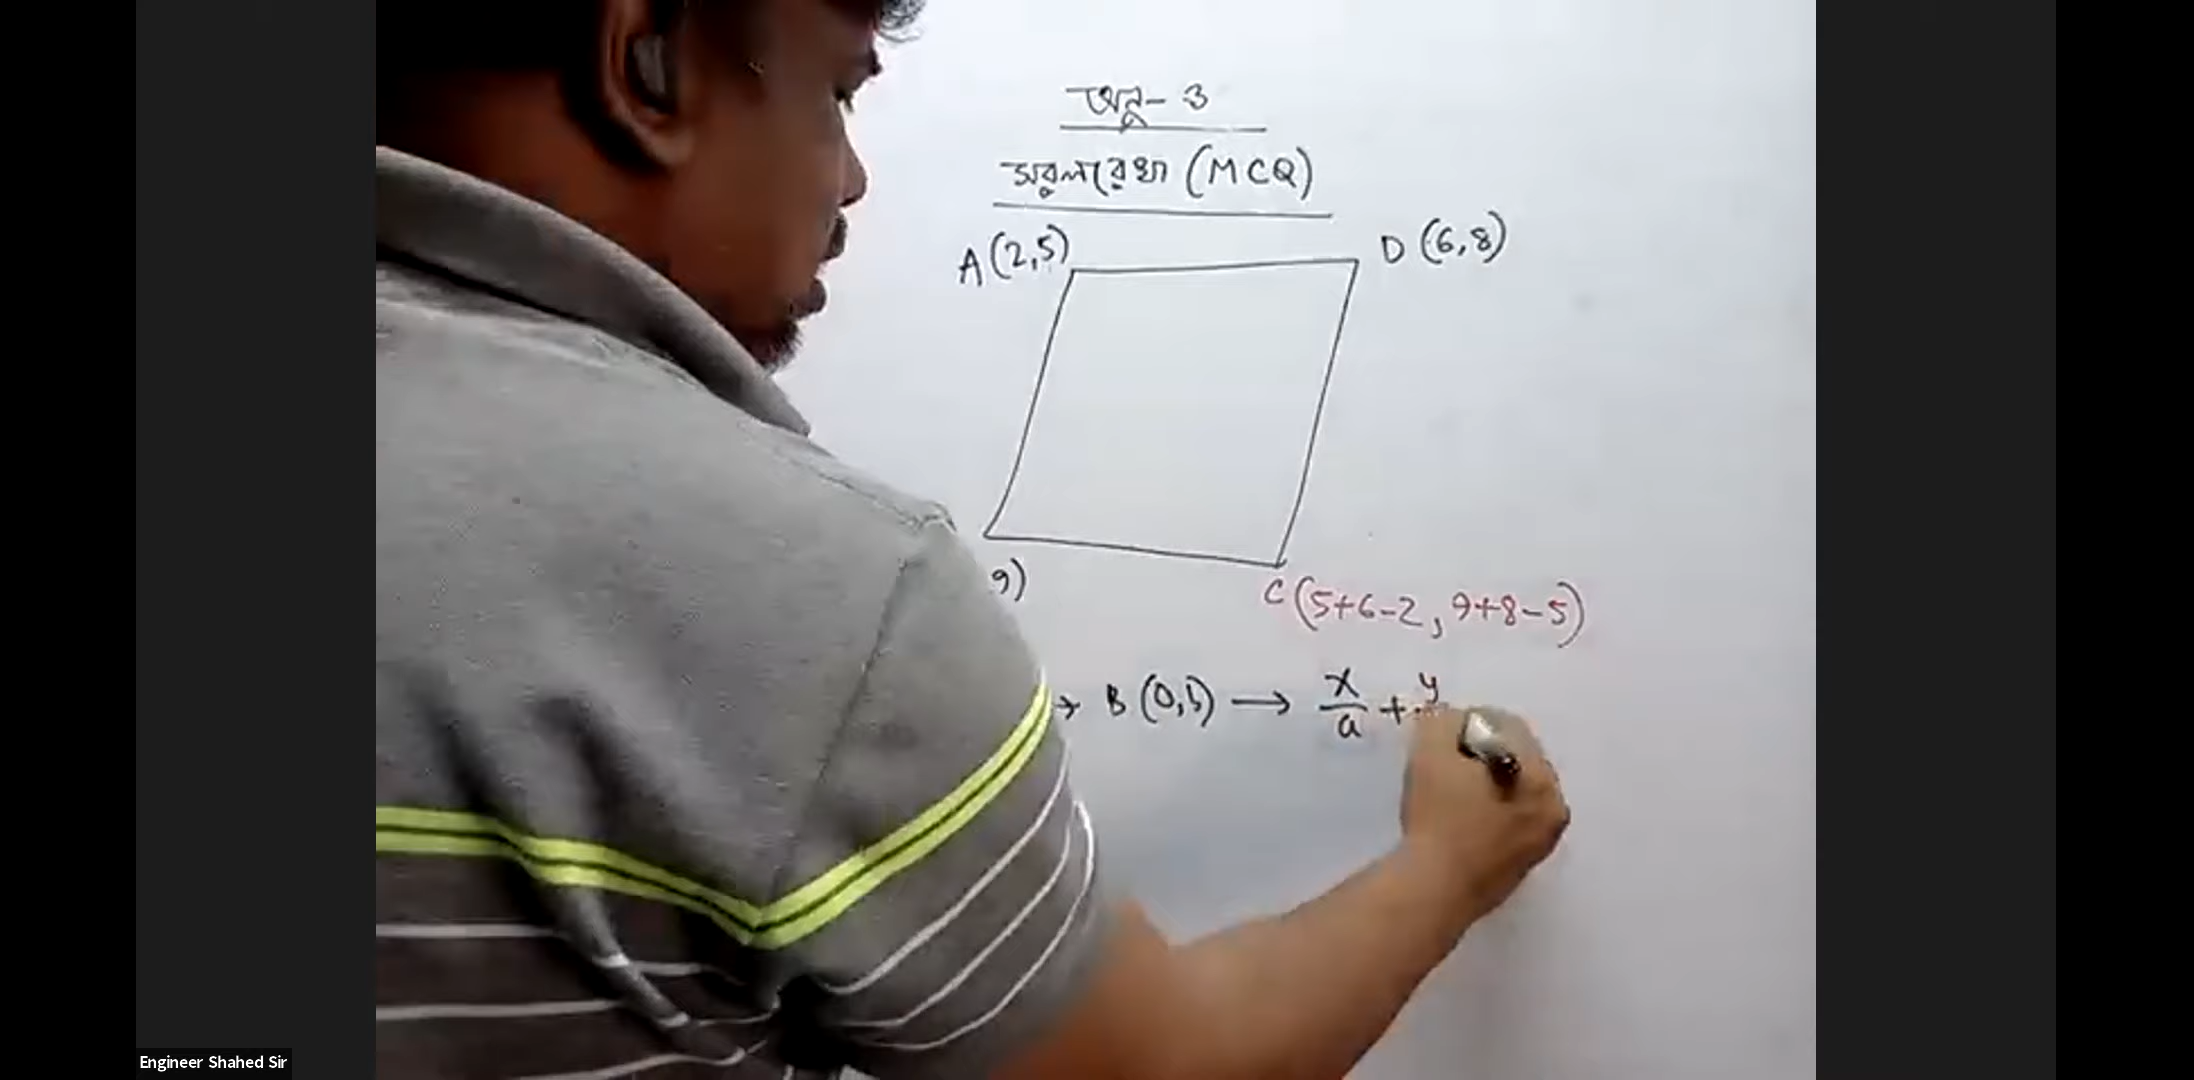 অনু- ৩
সরলরেখা (MCQ)
A (2,5)
D (6,8)
9)
C (5+6-2, 9+8-5)
→ B (0,b) → x/a + y
Engineer Shahed Sir